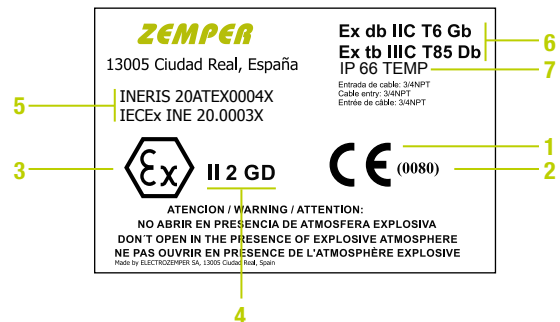 ZEMPER
13005 Ciudad Real, España
Ex db IIC T6 Gb
Ex tb IIIC T85 Db
IP 66 TEMP
Entrada de cable: 3/4NPT
Cable entry: 3/4NPT
Entrée de câble: 3/4NPT
6
7
5
INERIS 20ATEX0004X
IECEx INE 20.0003X
3
Ex
II 2 GD
CE (0080)
1
2
ATENCION / WARNING / ATTENTION:
NO ABRIR EN PRESENCIA DE ATMOSFERA EXPLOSIVA
DON´T OPEN IN THE PRESENCE OF EXPLOSIVE ATMOSPHERE
NE PAS OUVRIR EN PRESENCE DE L'ATMOSPHÈRE EXPLOSIVE
Made by ELECTROZEMPER SA, 13005 Ciudad Real, Spain
4